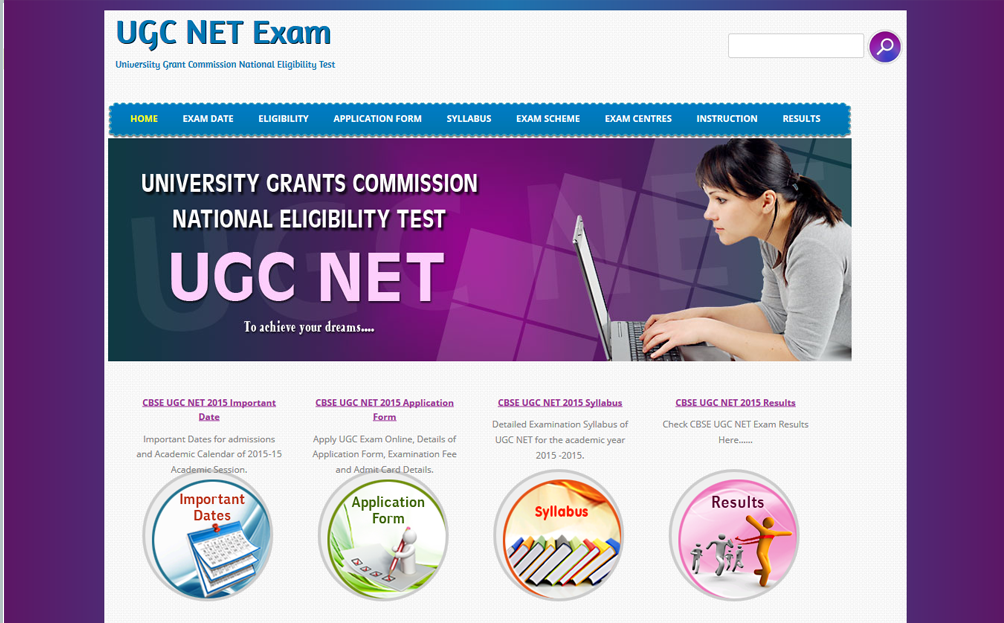 UGC NET Exam
Universiity Grant Commission National Eligibility Test
HOME EXAM DATE ELIGIBILITY APPLICATION FORM SYLLABUS EXAM SCHEME EXAM CENTRES INSTRUCTION RESULTS
UGC NET
UNIVERSITY GRANTS COMMISSION
NATIONAL ELIGIBILITY TEST
UGC NET
To achieve your dreams....
CBSE UGC NET 2015 Important
Date
Important Dates for admissions
and Academic Calendar of 2015-15
Academic Session.
Important
Dates
CBSE UGC NET 2015 Application
Form
Apply UGC Exam Online, Details of
Application Form, Examination Fee
and Admit Card Details.
Application
Form
CBSE UGC NET 2015 Syllabus
Detailed Examination Syllabus of
UGC NET for the academic year
2015 -2015.
Syllabus
CBSE UGC NET 2015 Results
Check CBSE UGC NET Exam Results
Here......
Results